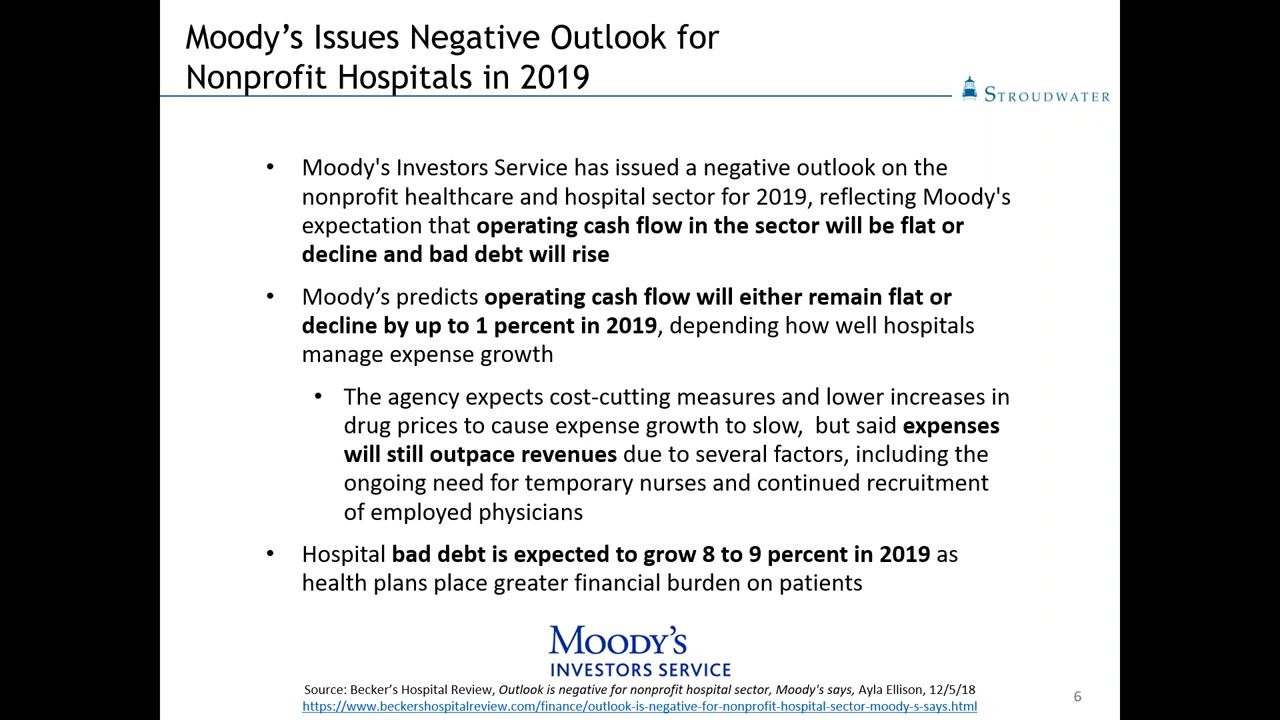 Moody’s Issues Negative Outlook for
Nonprofit Hospitals in 2019
STROUDWATER
• Moody's Investors Service has issued a negative outlook on the
nonprofit healthcare and hospital sector for 2019, reflecting Moody's
expectation that operating cash flow in the sector will be flat or
decline and bad debt will rise
• Moody’s predicts operating cash flow will either remain flat or
decline by up to 1 percent in 2019, depending how well hospitals
manage expense growth
• The agency expects cost-cutting measures and lower increases in
drug prices to cause expense growth to slow,  but said expenses
will still outpace revenues due to several factors, including the
ongoing need for temporary nurses and continued recruitment
of employed physicians
• Hospital bad debt is expected to grow 8 to 9 percent in 2019 as
health plans place greater financial burden on patients
MOODY’S
INVESTORS SERVICE
Source: Becker’s Hospital Review, Outlook is negative for nonprofit hospital sector, Moody's says, Ayla Ellison, 12/5/18
https://www.beckershospitalreview.com/finance/outlook-is-negative-for-nonprofit-hospital-sector-moody-s-says.html
6